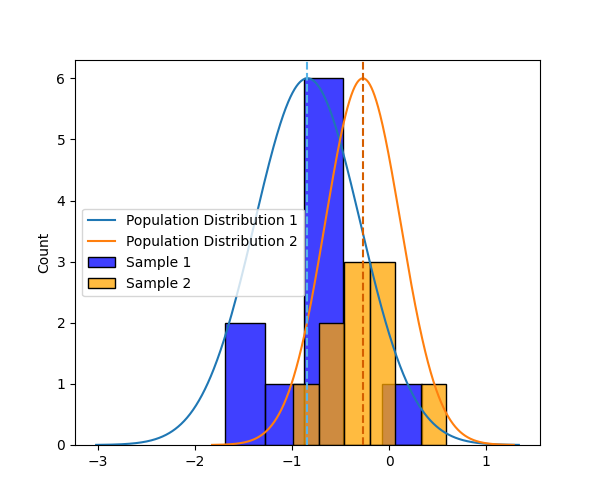 6
5
4
3
2
1
0
Count
Population Distribution 1
Population Distribution 2
Sample 1
Sample 2
−3
−2
−1
0
1